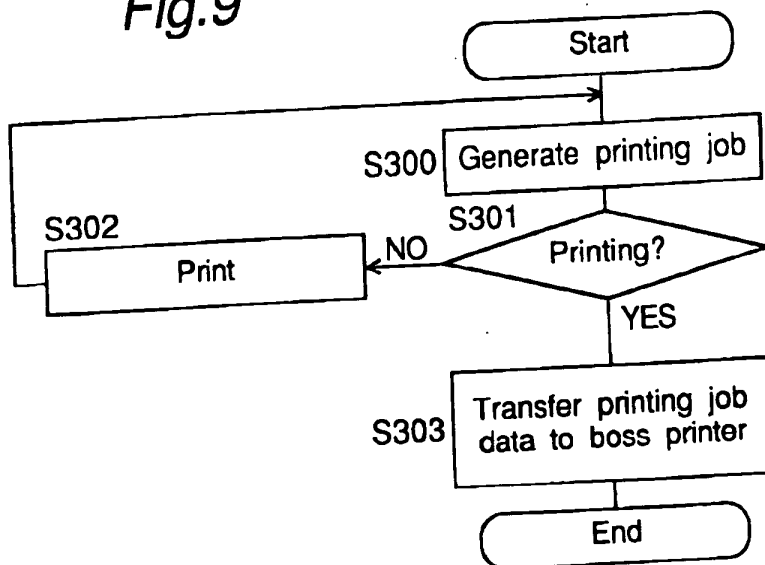 Fig.9
Start
S300
Generate printing job
S301
Printing?
NO
S302
Print
YES
S303
Transfer printing job
data to boss printer
End